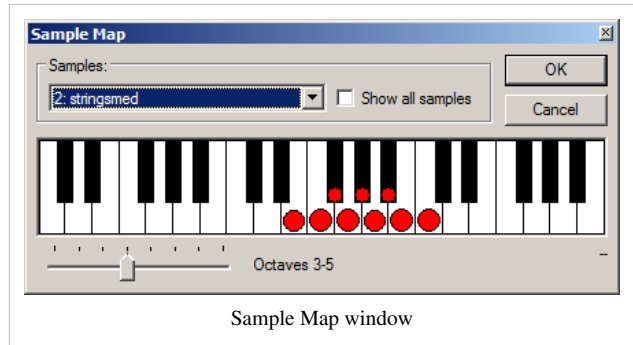 Sample Map
Samples:
OK
2: stringsmed
Show all samples
Cancel
Octaves 3-5
--
Sample Map window